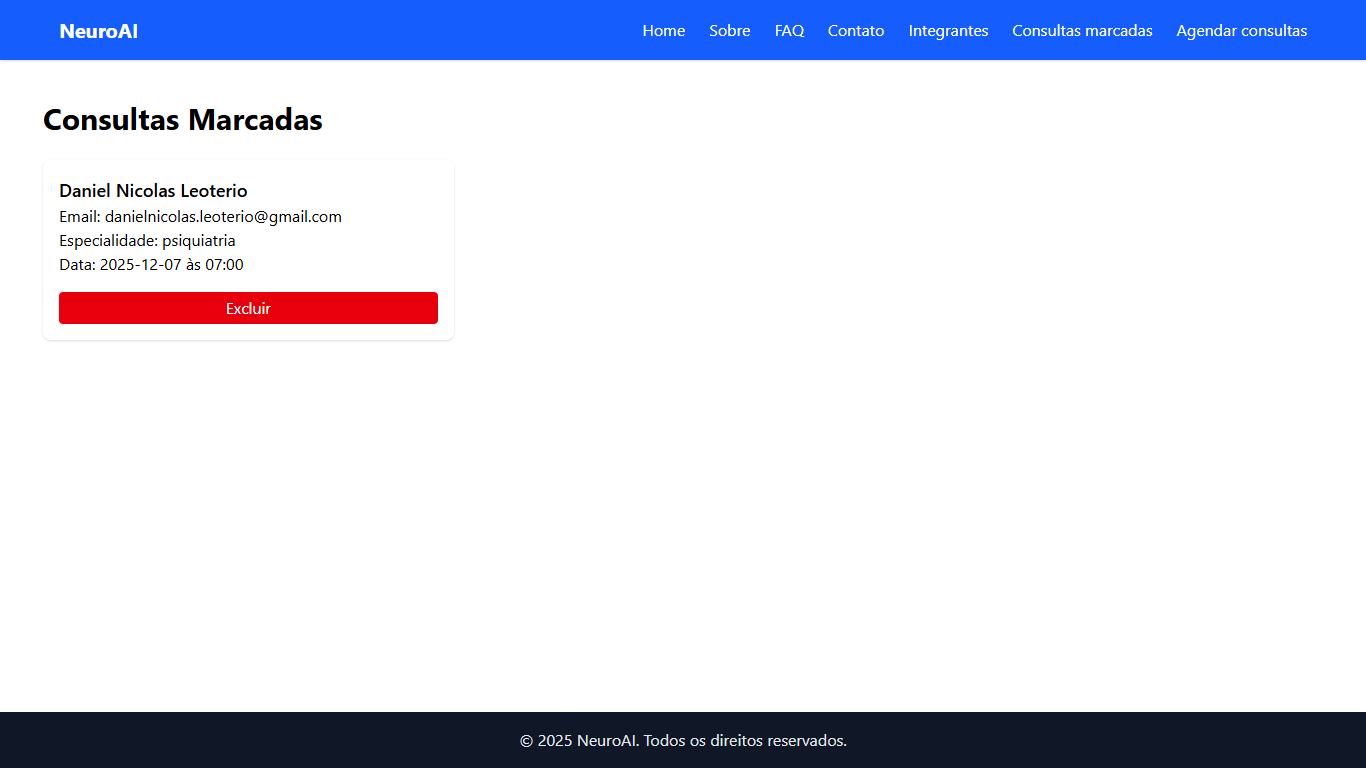 NeuroAI
Home Sobre FAQ Contato Integrantes Consultas marcadas Agendar consultas
Consultas Marcadas
Daniel Nicolas Leoterio
Email: danielnicolas.leoterio@gmail.com
Especialidade: psiquiatria
Data: 2025-12-07 às 07:00
Excluir
© 2025 NeuroAI. Todos os direitos reservados.